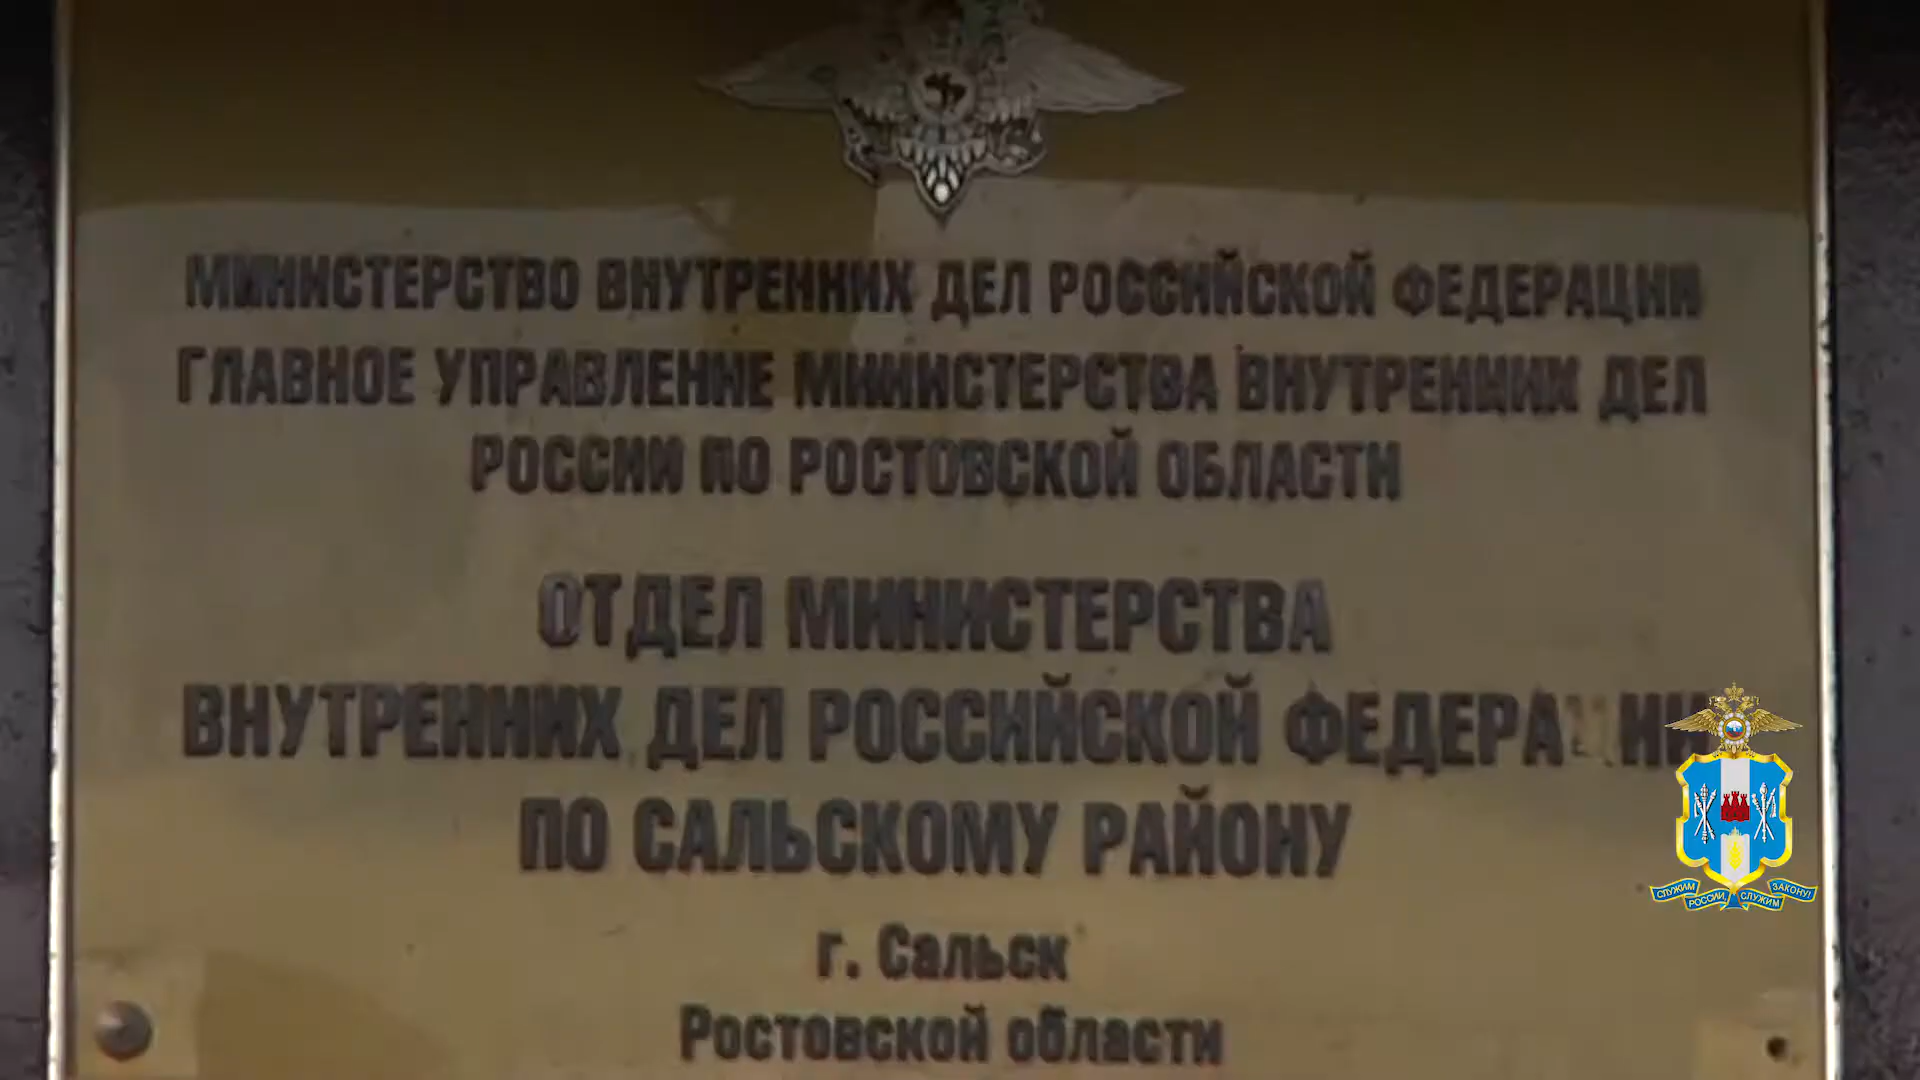 МИНИСТЕРСТВО ВНУТРЕННИХ ДЕЛ РОССИЙСКОЙ ФЕДЕРАЦИИ
ГЛАВНОЕ УПРАВЛЕНИЕ МИНИСТЕРСТВА ВНУТРЕННИХ ДЕЛ
РОССИИ ПО РОСТОВСКОЙ ОБЛАСТИ
ОТДЕЛ МИНИСТЕРСТВА
ВНУТРЕННИХ ДЕЛ РОССИЙСКОЙ ФЕДЕРАЦИИ
ПО САЛЬСКОМУ РАЙОНУ
г. Сальск
Ростовской области
СЛУЖИМ РОССИИ, СЛУЖИМ ЗАКОНУ!